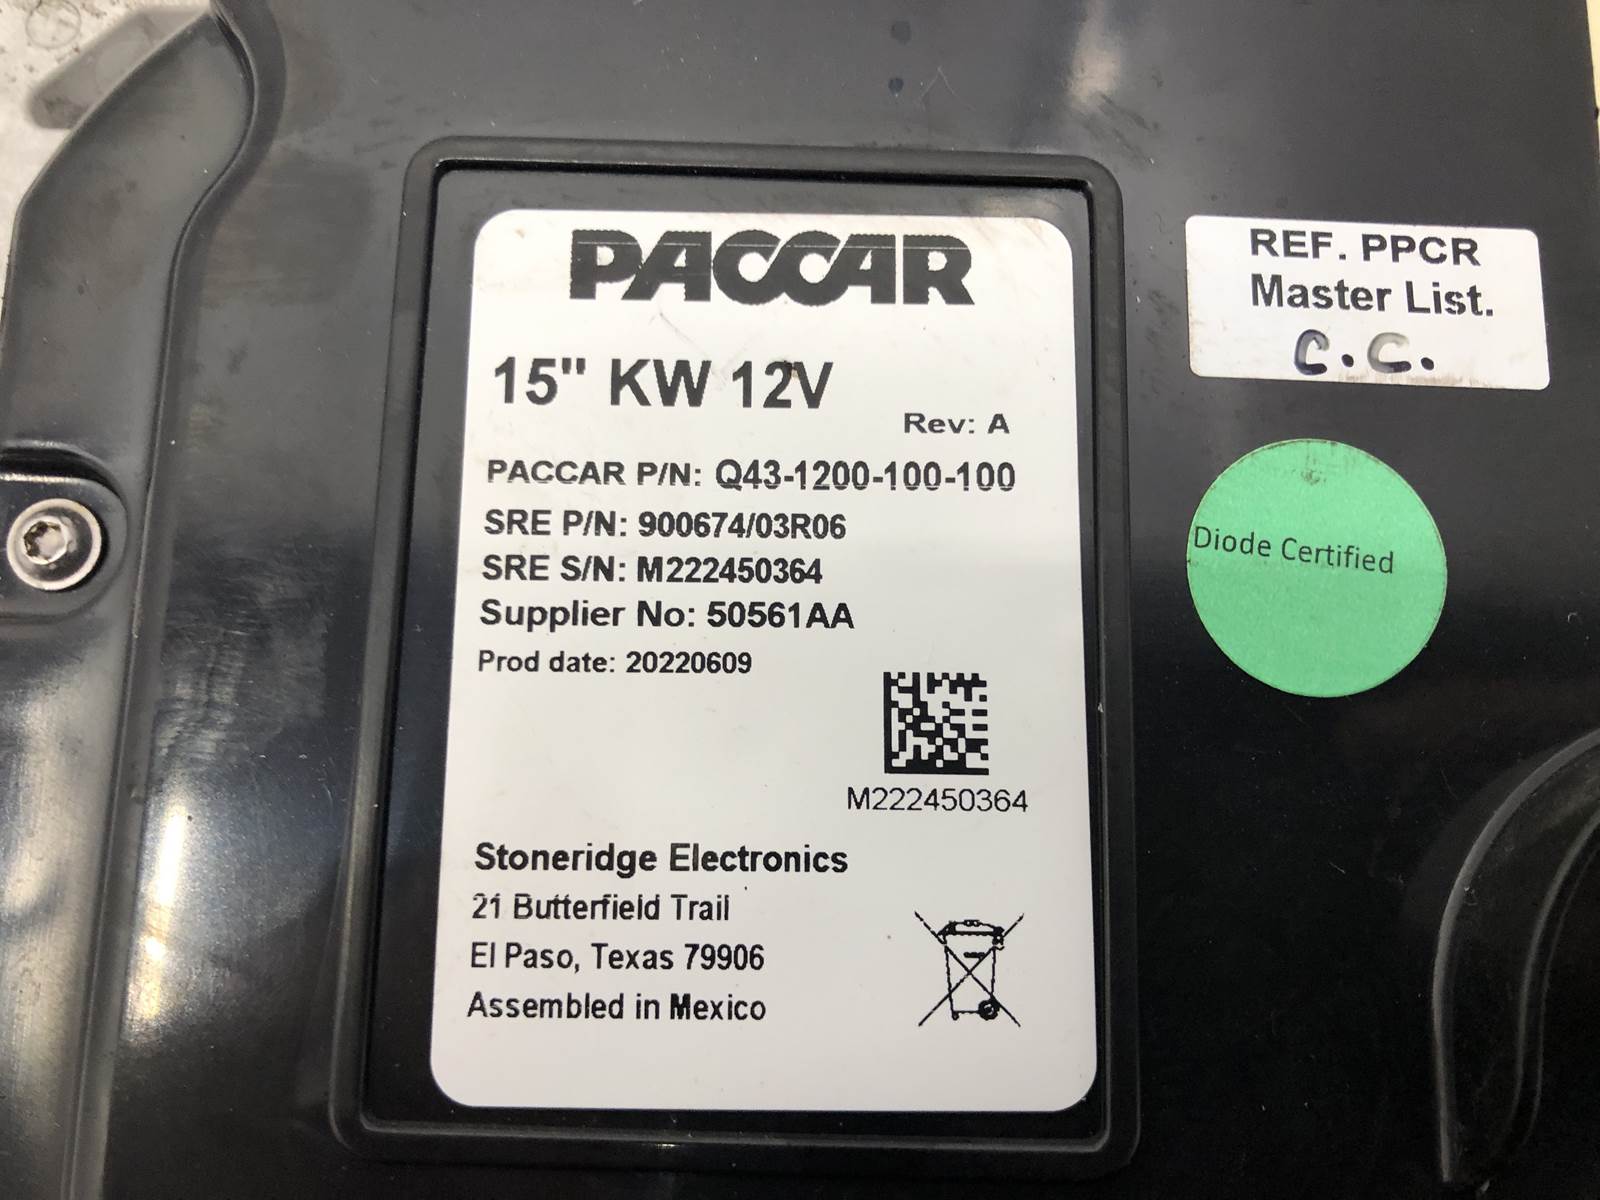 PACCAR
15" KW 12V
Rev: A
PACCAR P/N: Q43-1200-100-100
SRE P/N: 900674/03R06
SRE S/N: M222450364
Supplier No: 50561AA
Prod date: 20220609
M222450364
Stoneridge Electronics
21 Butterfield Trail
El Paso, Texas 79906
Assembled in Mexico
REF. PPCR
Master List.
C.C.
Diode Certified